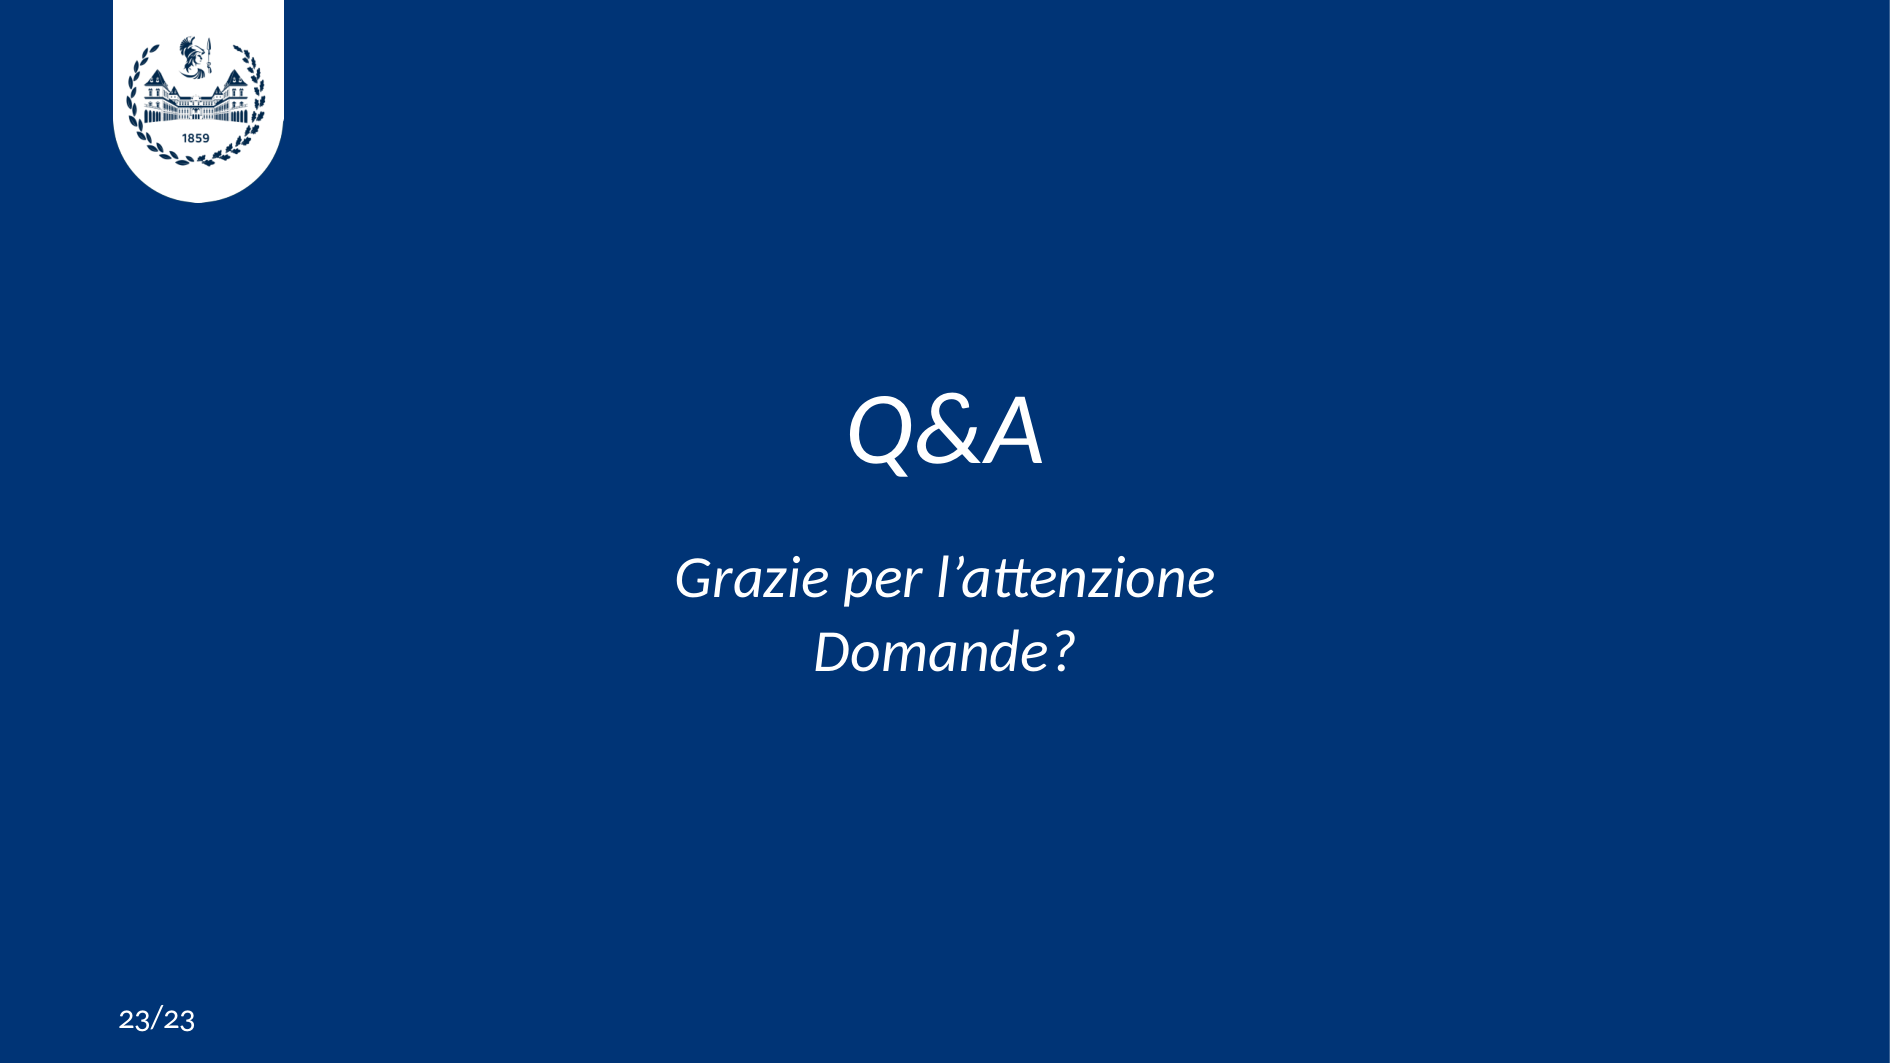 1859
Q&A
Grazie per l’attenzione
Domande?
23/23